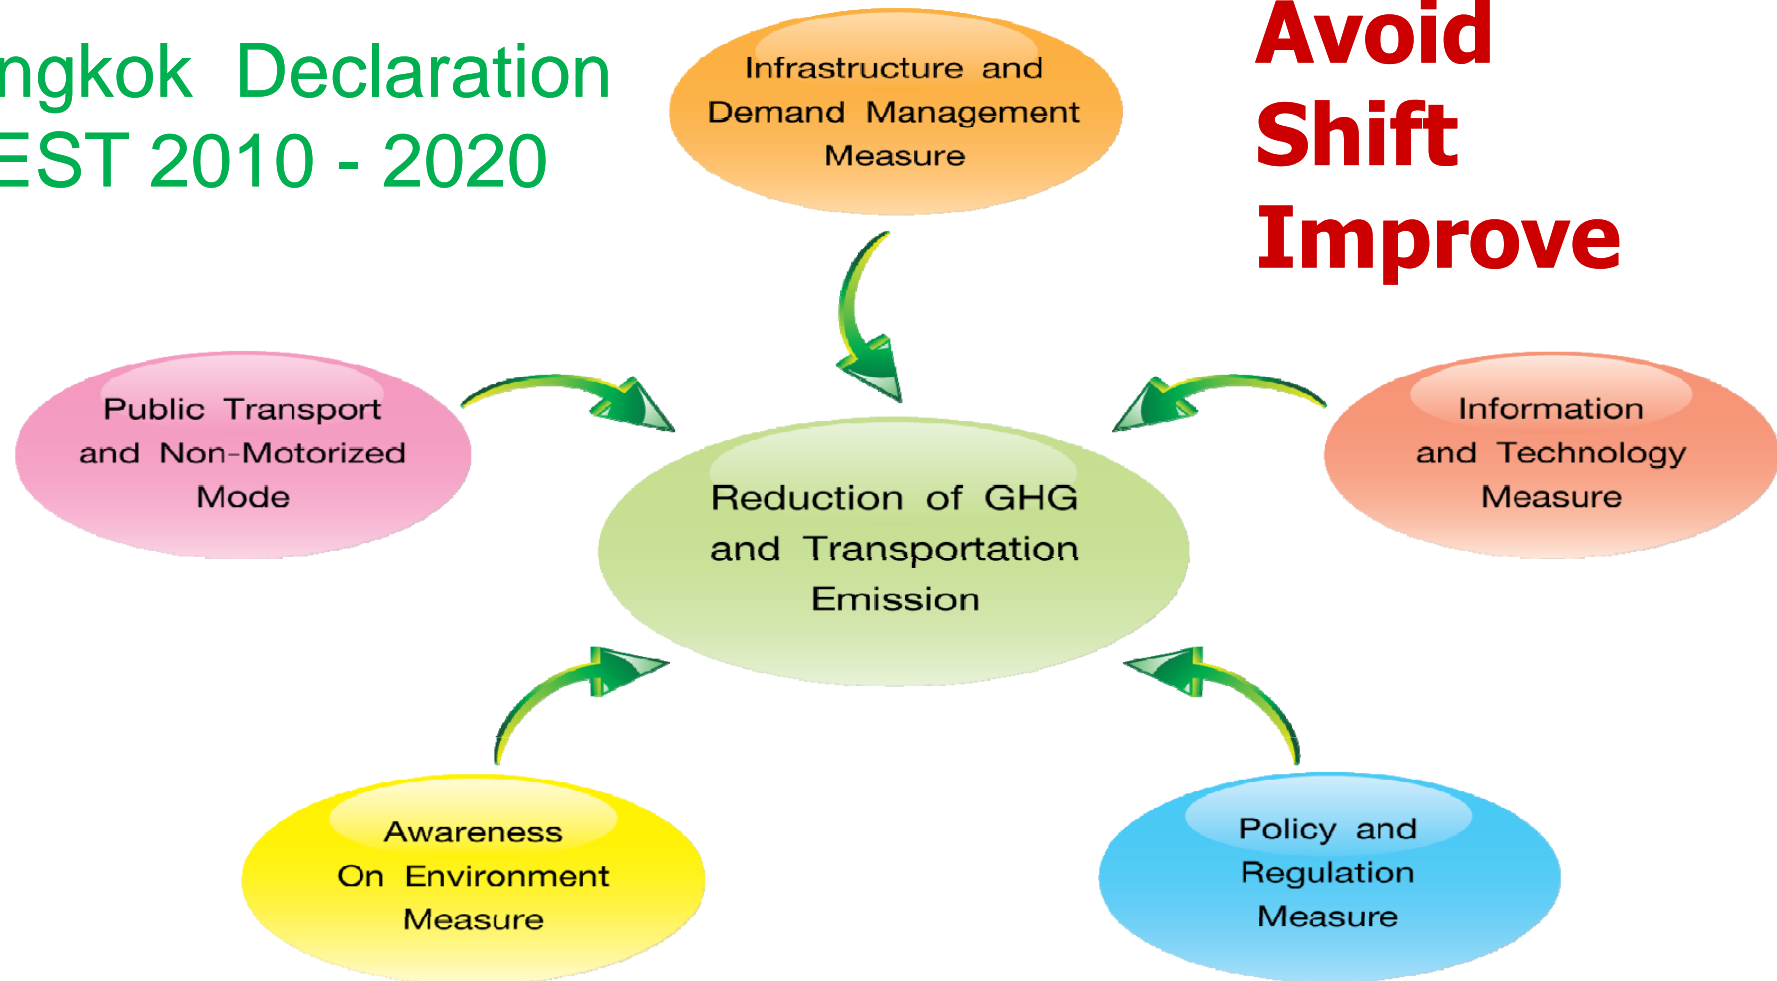 ngkok Declaration
EST 2010 - 2020
Avoid
Shift
Improve
Infrastructure and
Demand Management
Measure
Public Transport
and Non-Motorized
Mode
Information
and Technology
Measure
Reduction of GHG
and Transportation
Emission
Awareness
On Environment
Measure
Policy and
Regulation
Measure